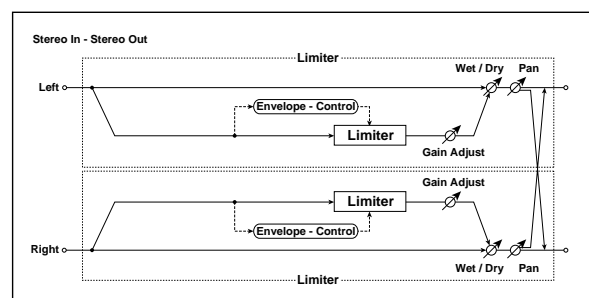 Stereo In - Stereo Out
Limiter
Wet / Dry
Pan
Left
Envelope - Control
Limiter
Gain Adjust
Gain Adjust
Limiter
Envelope - Control
Right
Wet / Dry
Pan
Limiter